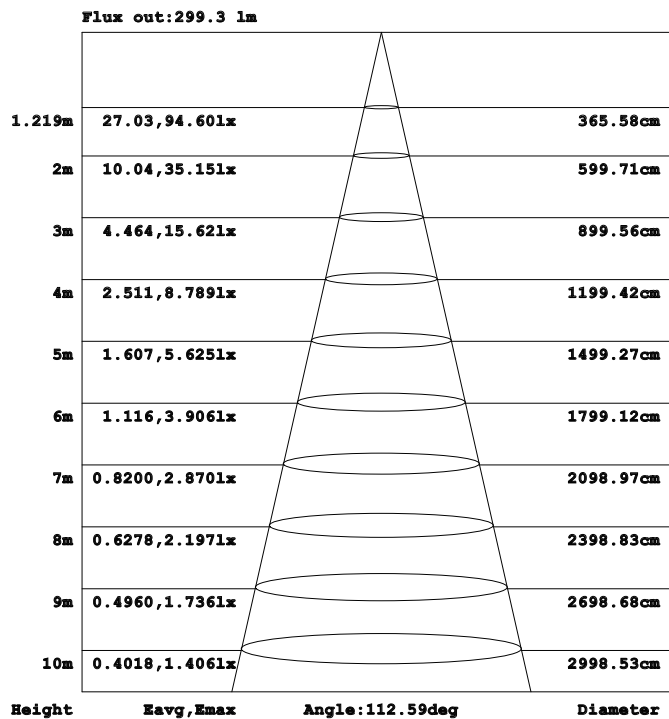 Flux out:299.3 lm
1.219m 27.03,94.60lx 365.58cm
2m 10.04,35.15lx 599.71cm
3m 4.464,15.62lx 899.56cm
4m 2.511,8.789lx 1199.42cm
5m 1.607,5.625lx 1499.27cm
6m 1.116,3.906lx 1799.12cm
7m 0.8200,2.870lx 2098.97cm
8m 0.6278,2.197lx 2398.83cm
9m 0.4960,1.736lx 2698.68cm
10m 0.4018,1.406lx 2998.53cm
Height Eavg,Emax Angle:112.59deg Diameter